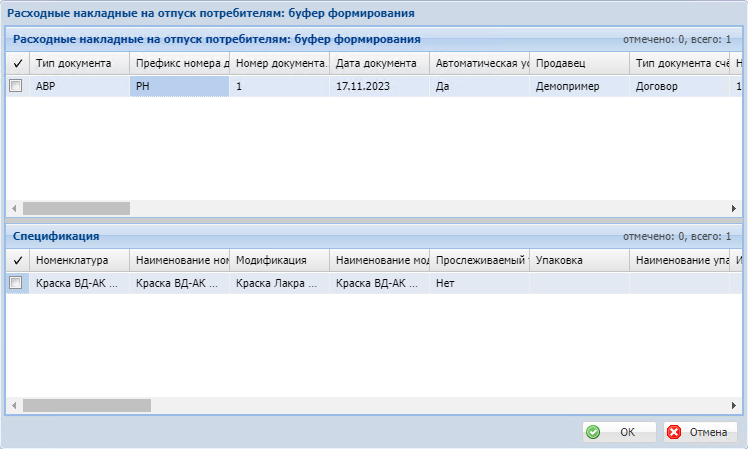 Расходные накладные на отпуск потребителям: буфер формирования
Расходные накладные на отпуск потребителям: буфер формирования отмечено: 0, всего: 1
✓ Тип документа Префикс номера д Номер документа. Дата документа Автоматическая ус Продавец Тип документа счё Н
АВР РН 1 17.11.2023 Да Демопример Договор 1
Спецификация отмечено: 0, всего: 1
✓ Номенклатура Наименование ном Модификация Наименование мод Прослеживаемый т Упаковка Наименование упа И
Краска ВД-АК ... Краска ВД-АК ... Краска Лакра ... Краска ВД-АК ... Нет
ОК Отмена